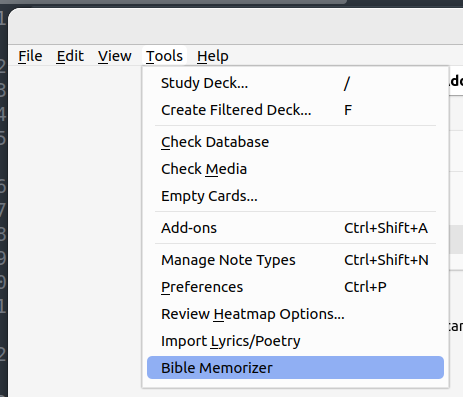 File Edit View Tools Help
Study Deck... /
Create Filtered Deck... F
Check Database
Check Media
Empty Cards...
Add-ons Ctrl+Shift+A
Manage Note Types Ctrl+Shift+N
Preferences Ctrl+P
Review Heatmap Options...
Import Lyrics/Poetry
Bible Memorizer